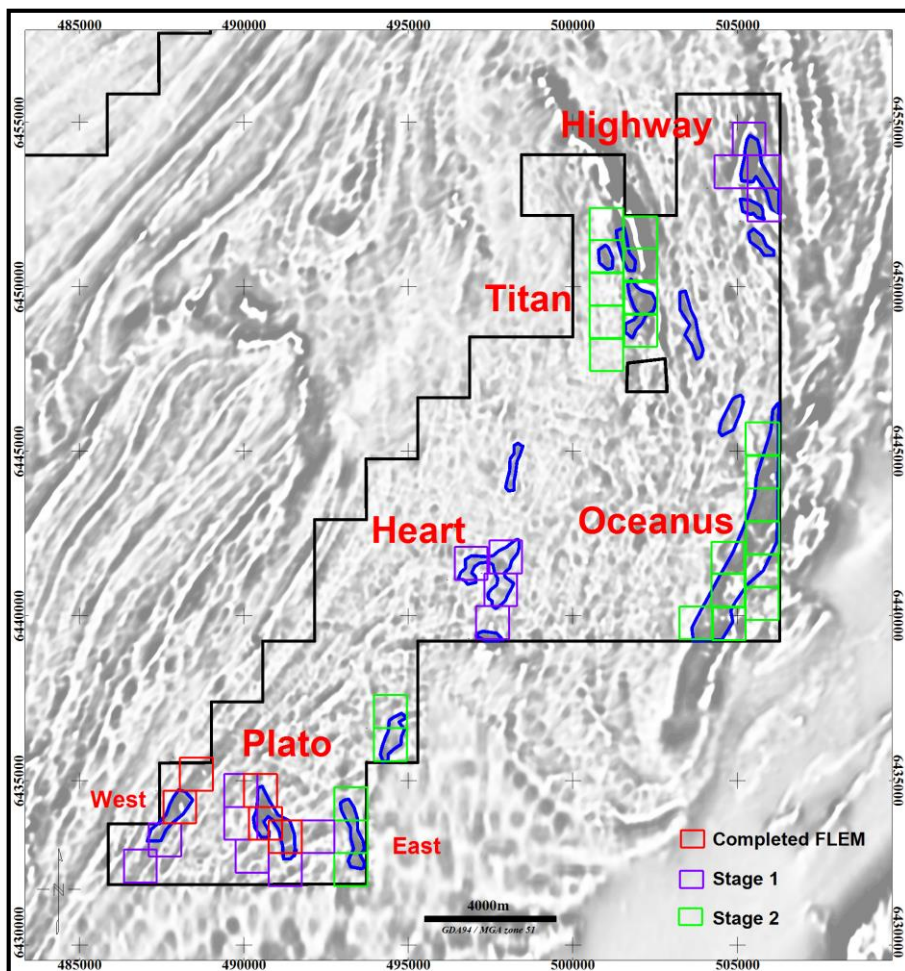 485000 490000 495000 500000 505000
6455000 6455000
Highway
6450000 6450000
Titan
6445000 6445000
Heart
Oceanus
6440000 6440000
Plato
6435000 6435000
West
East
Completed FLEM
Stage 1
Stage 2
4000m
GDA94 / MGA zone 51
6430000 6430000
485000 490000 495000 500000 505000